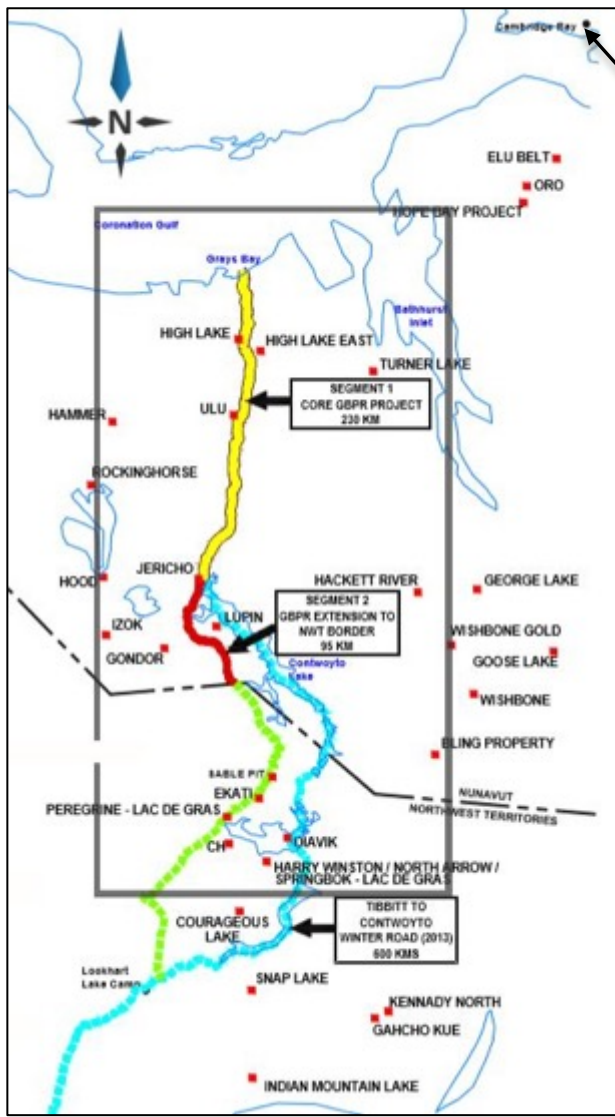 Cambridge Bay
N
ELU BELT
ORO
HOPE BAY PROJECT
Coronation Gulf
Grays Bay
Bathhurst
Inlet
HIGH LAKE
HIGH LAKE EAST
TURNER LAKE
SEGMENT 1
CORE GBPR PROJECT
230 KM
HAMMER
ULU
ROCKINGHORSE
JERICHO
HOOD
HACKETT RIVER
GEORGE LAKE
SEGMENT 2
GBPR EXTENSION TO
NWT BORDER
95 KM
LUPIN
IZOK
GONDOR
WISHBONE GOLD
GOOSE LAKE
Contwoyto
Lake
WISHBONE
BLING PROPERTY
SABLE PIT
EKATI
NUNAVUT
NORTHWEST TERRITORIES
PEREGRINE - LAC DE GRAS
CH
DIAVIK
HARRY WINSTON / NORTH ARROW /
SPRINGBOK - LAC DE GRAS
COURAGEOUS
LAKE
TIBBITT TO
CONTWOYTO
WINTER ROAD (2013)
600 KMS
Lockhart
Lake Camp
SNAP LAKE
KENNADY NORTH
GAHCHO KUE
INDIAN MOUNTAIN LAKE